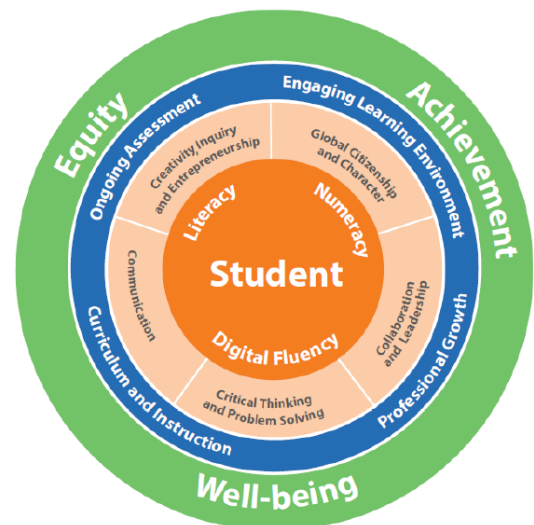 Equity
Achievement
Well-being
Ongoing Assessment
Engaging Learning Environment
Professional Growth
Curriculum and Instruction
Creativity, Inquiry
and Entrepreneurship
Global Citizenship
and Character
Collaboration
and Leadership
Critical Thinking
and Problem Solving
Communication
Literacy
Numeracy
Student
Digital Fluency